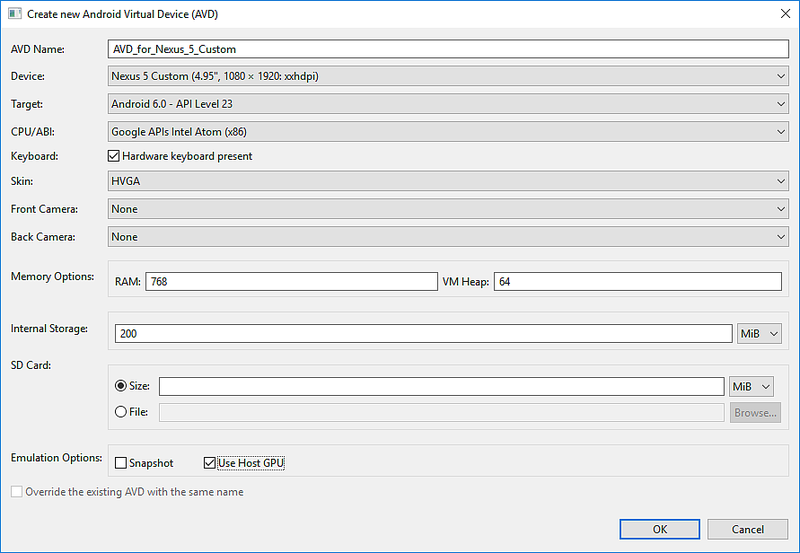 Create new Android Virtual Device (AVD)
AVD Name: AVD_for_Nexus_5_Custom
Device: Nexus 5 Custom (4.95", 1080 × 1920: xxhdpi)
Target: Android 6.0 - API Level 23
CPU/ABI: Google APIs Intel Atom (x86)
Keyboard: Hardware keyboard present
Skin: HVGA
Front Camera: None
Back Camera: None
Memory Options: RAM: 768 VM Heap: 64
Internal Storage: 200 MiB
SD Card:
Size: MiB
File: Browse...
Emulation Options: Snapshot Use Host GPU
Override the existing AVD with the same name
OK Cancel